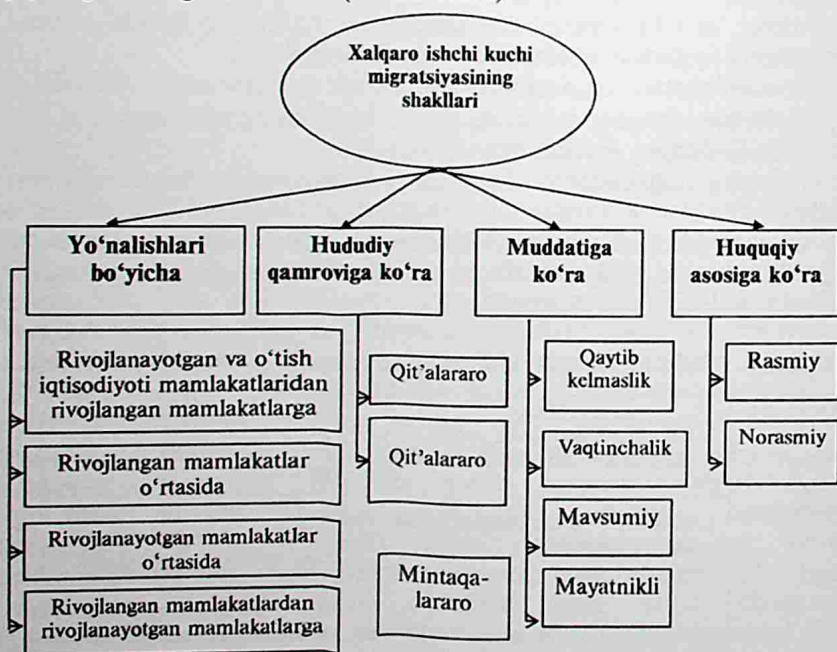 Xalqaro ishchi kuchi
migratsiyasining
shakllari
Yo‘nalishlari
bo‘yicha
Hududiy
qamroviga ko‘ra
Muddatiga
ko‘ra
Huquqiy
asosiga ko‘ra
Rivojlanayotgan va o‘tish
iqtisodiyoti mamlakatlaridan
rivojlangan mamlakatlarga
Rivojlangan mamlakatlar
o‘rtasida
Rivojlanayotgan mamlakatlar
o‘rtasida
Rivojlangan mamlakatlardan
rivojlanayotgan mamlakatlarga
Qit’alararo
Qit’alararo
Mintaqa-
lararo
Qaytib
kelmaslik
Vaqtinchalik
Mavsumiy
Mayatnikli
Rasmiy
Norasmiy